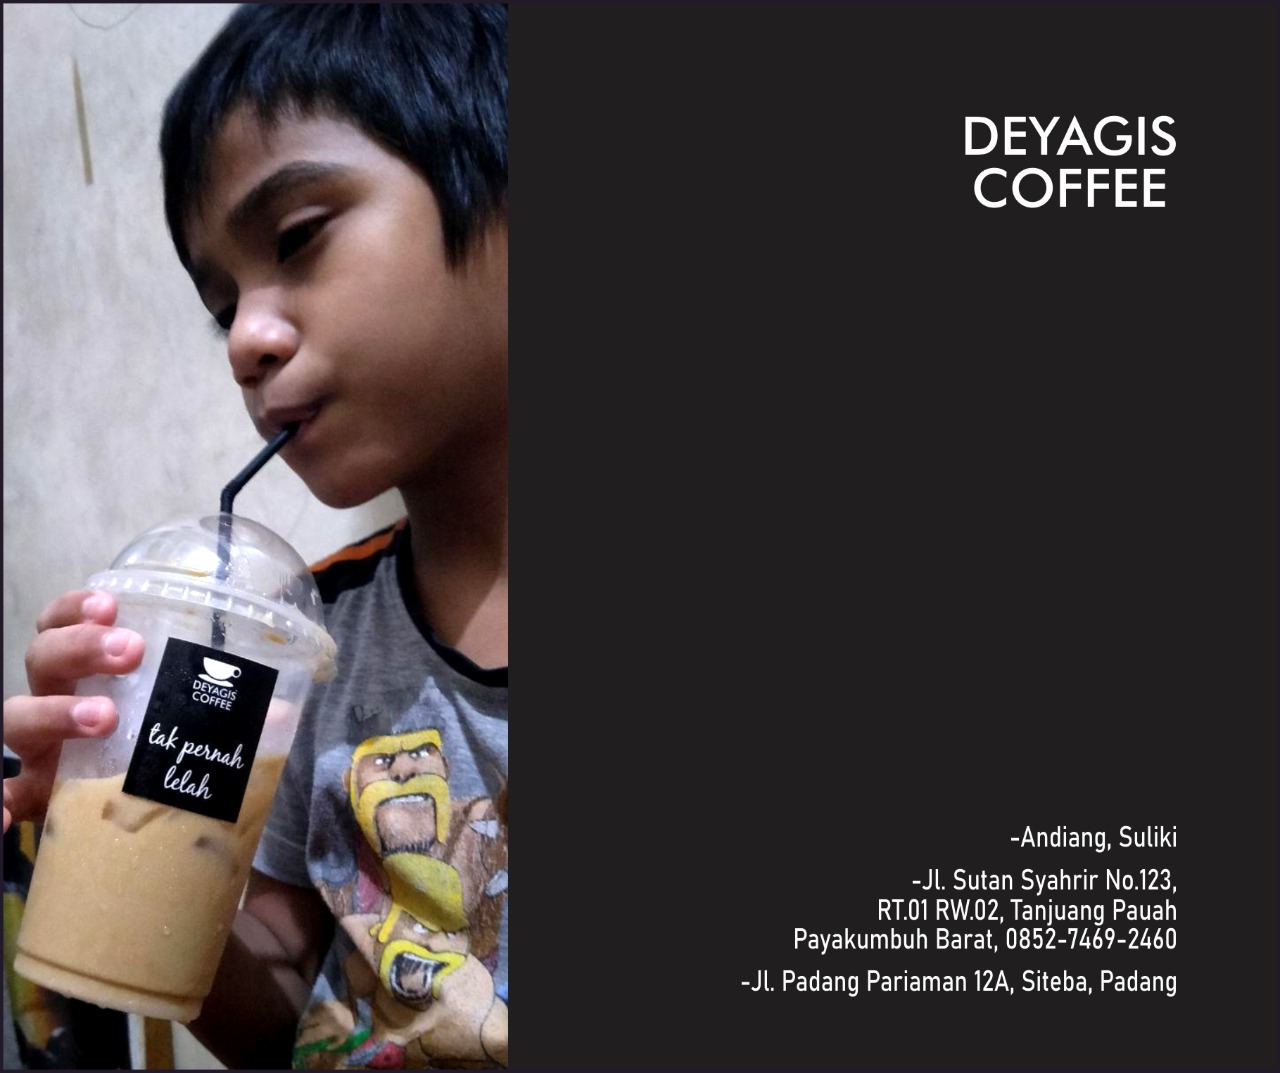 DEYAGIS
COFFEE
DEYAGIS
COFFEE
tak pernah
lelah
-Andiang, Suliki
-Jl. Sutan Syahrir No.123,
RT.01 RW.02, Tanjuang Pauah
Payakumbuh Barat, 0852-7469-2460
-Jl. Padang Pariaman 12A, Siteba, Padang